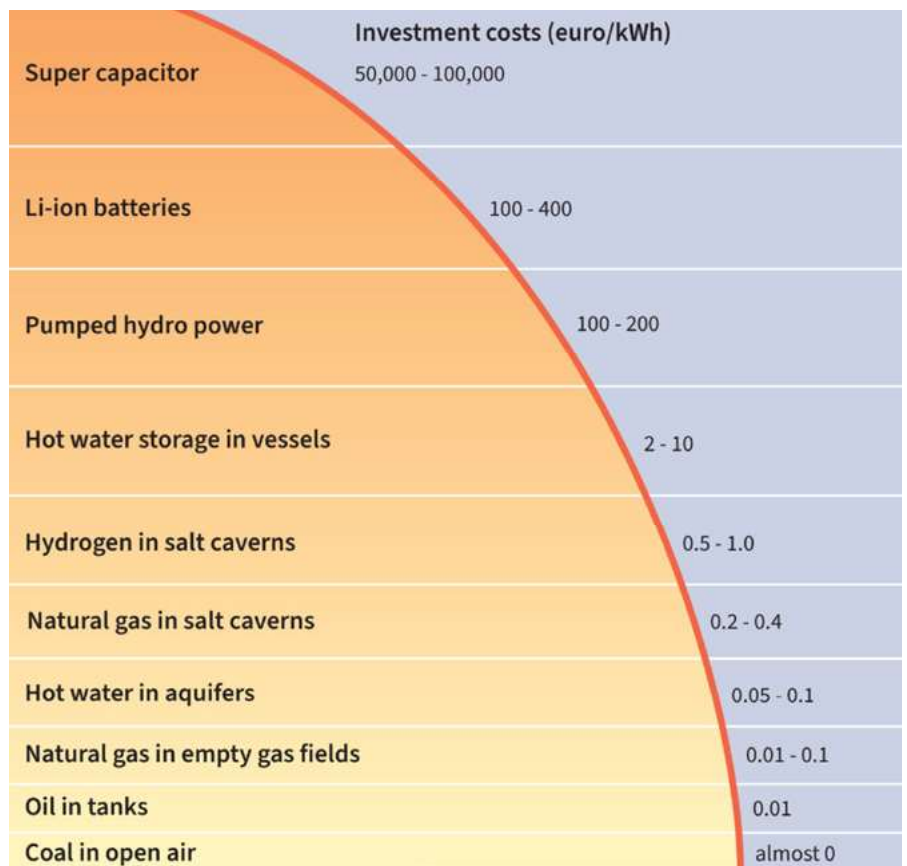 Investment costs (euro/kWh)
Super capacitor 50,000 - 100,000
Li-ion batteries 100 - 400
Pumped hydro power 100 - 200
Hot water storage in vessels 2 - 10
Hydrogen in salt caverns 0.5 - 1.0
Natural gas in salt caverns 0.2 - 0.4
Hot water in aquifers 0.05 - 0.1
Natural gas in empty gas fields 0.01 - 0.1
Oil in tanks 0.01
Coal in open air almost 0